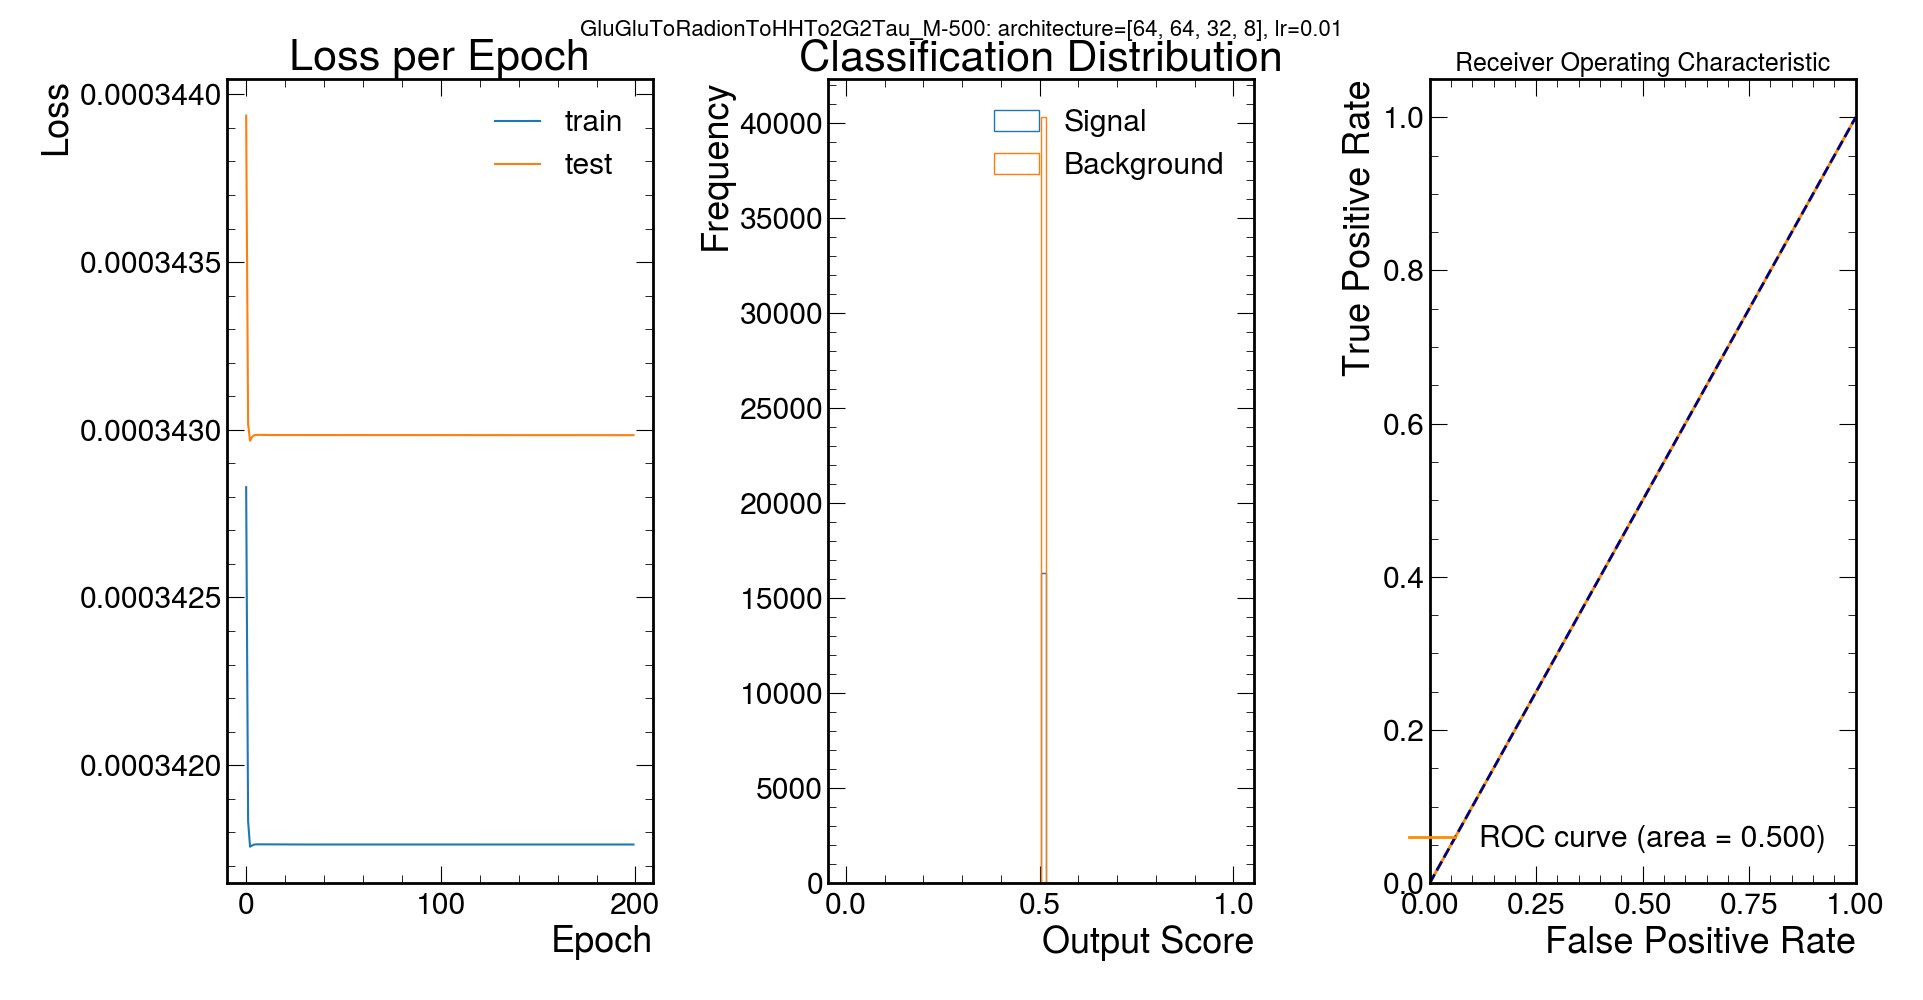 GluGluToRadionToHHTo2G2Tau_M-500: architecture=[64, 64, 32, 8], lr=0.01
Loss per Epoch
Loss
0.0003440
0.0003435
0.0003430
0.0003425
0.0003420
train
test
0
100
200
Epoch
Classification Distribution
Frequency
40000
35000
30000
25000
20000
15000
10000
5000
0
Signal
Background
0.0
0.5
1.0
Output Score
Receiver Operating Characteristic
True Positive Rate
1.0
0.8
0.6
0.4
0.2
0.0
ROC curve (area = 0.500)
0.00
0.25
0.50
0.75
1.00
False Positive Rate